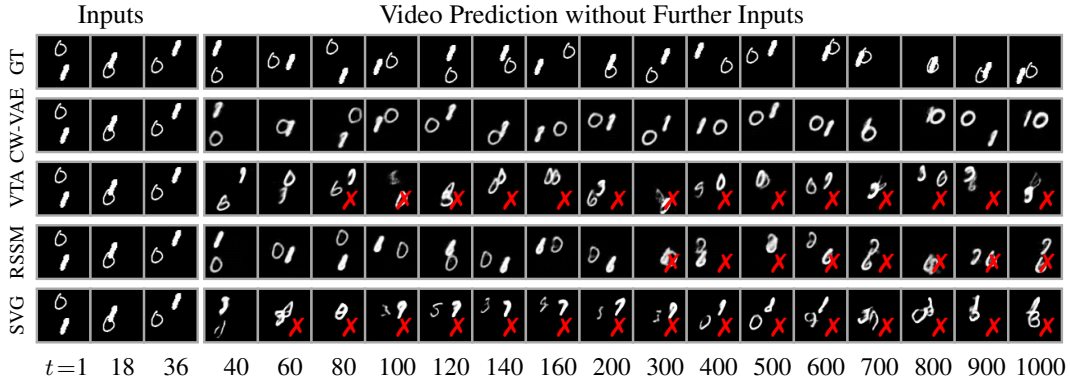 Inputs Video Prediction without Further Inputs
GT
CW-VAE
VTA
RSSM
SVG
t=1 18 36 40 60 80 100 120 140 160 200 300 400 500 600 700 800 900 1000